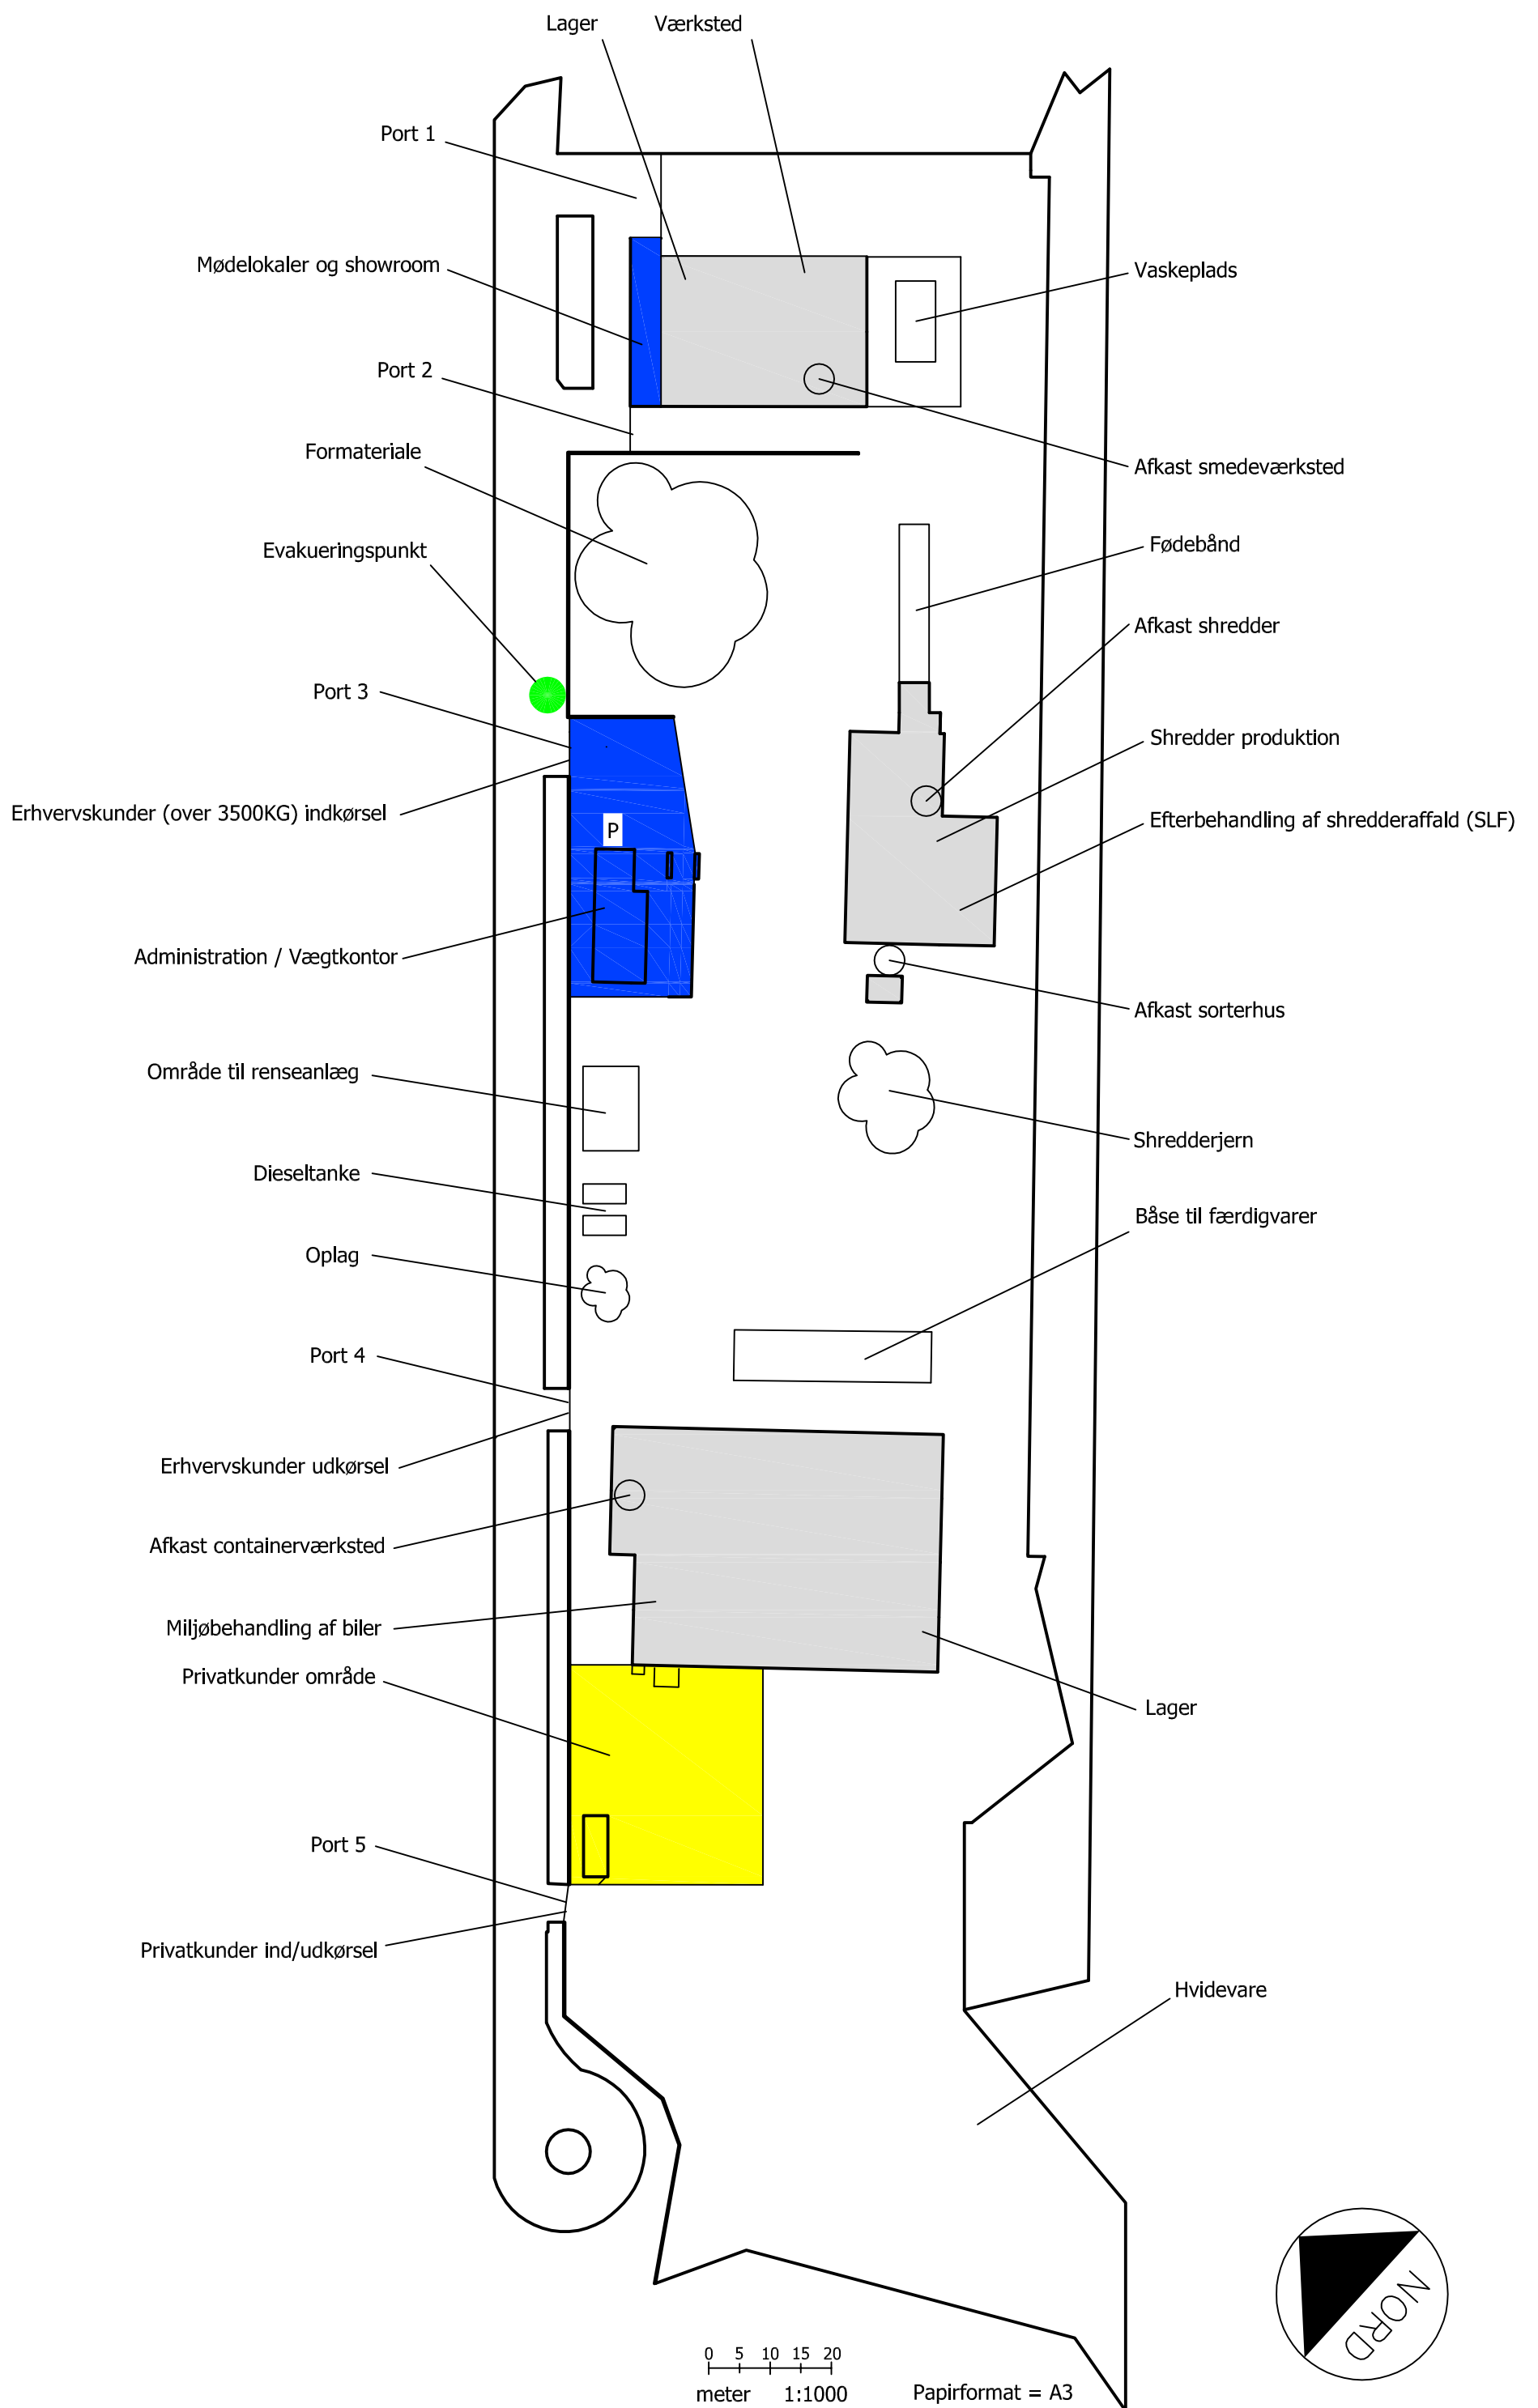 Lager
Værksted
Port 1
Mødelokaler og showroom
Vaskeplads
Port 2
Formateriale
Afkast smedeværksted
Evakueringspunkt
Fødebånd
Afkast shredder
Port 3
Shredder produktion
Erhvervskunder (over 3500KG) indkørsel
P
Efterbehandling af shredderaffald (SLF)
Administration / Vægtkontor
Afkast sorterhus
Område til renseanlæg
Shredderjern
Dieseltanke
Båse til færdigvarer
Oplag
Port 4
Erhvervskunder udkørsel
Afkast containerværksted
Miljøbehandling af biler
Privatkunder område
Lager
Port 5
Privatkunder ind/udkørsel
Hvidevare
NORD
0 5 10 15 20
meter 1:1000
Papirformat = A3